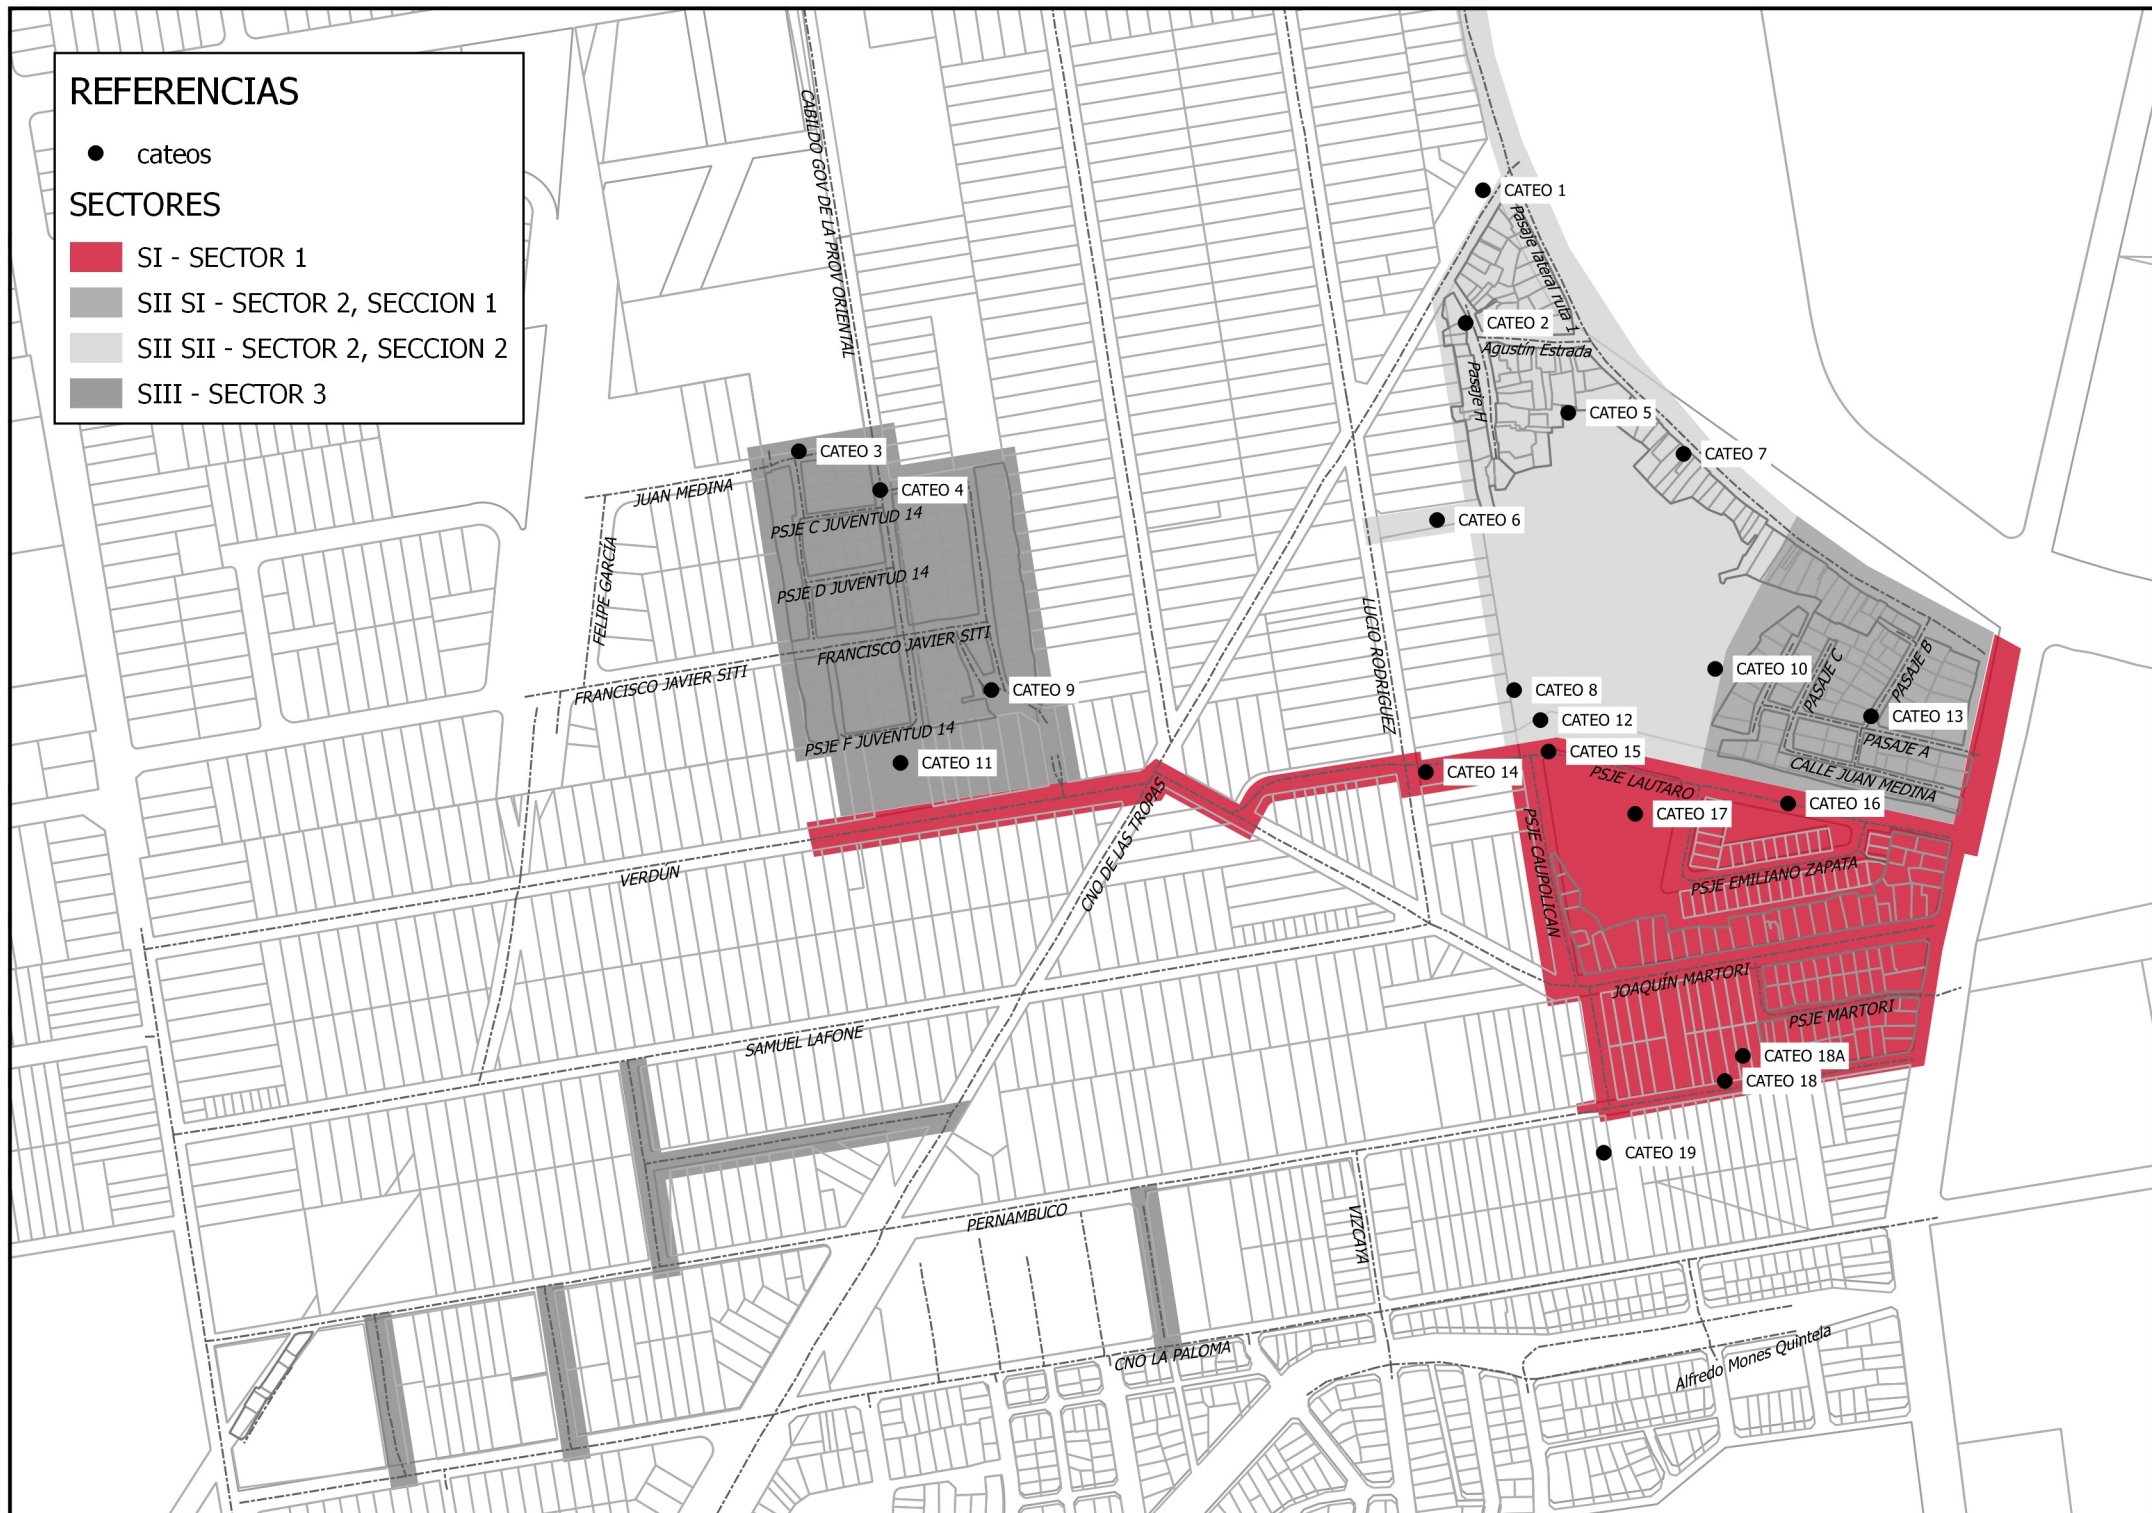 REFERENCIAS
cateos
SECTORES
SI - SECTOR 1
SII SI - SECTOR 2, SECCION 1
SII SII - SECTOR 2, SECCION 2
SIII - SECTOR 3
CABILDO GOV DE LA PROV ORIENTAL
CATEO 1
Pasaje lateral ruta 1
CATEO 2
Agustín Estrada
Pasaje H
CATEO 5
CATEO 3
CATEO 7
JUAN MEDINA
CATEO 4
PSJE C JUVENTUD 14
CATEO 6
FELIPE GARCÍA
PSJE D JUVENTUD 14
LUCIO RODRIGUEZ
FRANCISCO JAVIER SITI
FRANCISCO JAVIER SITI
CATEO 9
CATEO 8
CATEO 10
PASAJE C
PASAJE B
CATEO 12
CATEO 13
PSJE F JUVENTUD 14
CATEO 11
CATEO 15
PASAJE A
CATEO 14
PSJE LAUTARO
CALLE JUAN MEDINA
CATEO 16
CATEO 17
CNO DE LAS TROPAS
PSJE CAUPOLICAN
VERDÚN
PSJE EMILIANO ZAPATA
JOAQUÍN MARTORI
PSJE MARTORI
SAMUEL LAFONE
CATEO 18A
CATEO 18
CATEO 19
PERNAMBUCO
VIZCAYA
CNO LA PALOMA
Alfredo Mones Quintela